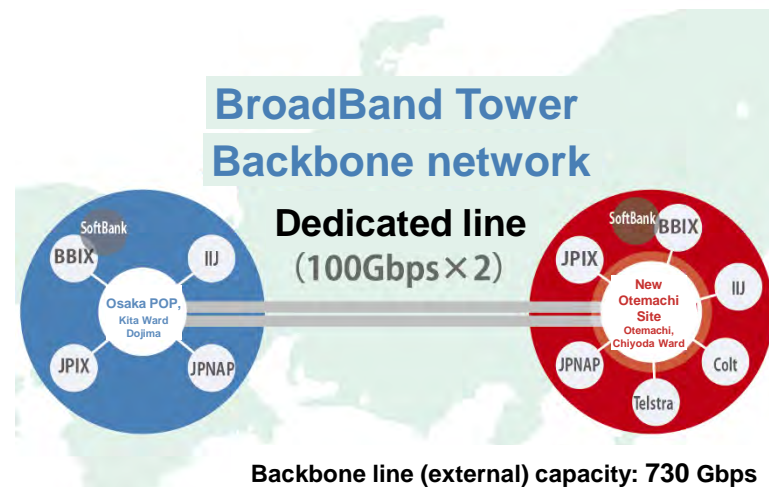 BroadBand Tower
Backbone network
Dedicated line
(100Gbps×2)
SoftBank
BBIX
IIJ
Osaka POP,
Kita Ward
Dojima
JPIX
JPNAP
SoftBank
BBIX
JPIX
IIJ
New
Otemachi
Site
Otemachi,
Chiyoda Ward
JPNAP
Colt
Telstra
Backbone line (external) capacity: 730 Gbps